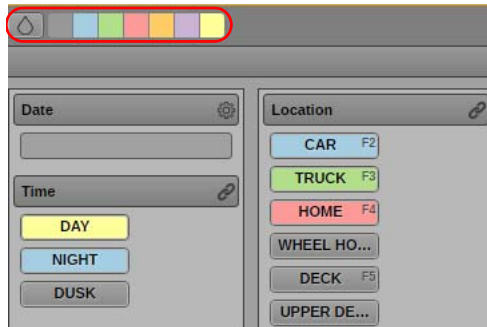 Date
Time
DAY
NIGHT
DUSK
Location
CAR F2
TRUCK F3
HOME F4
WHEEL HO...
DECK F5
UPPER DE...